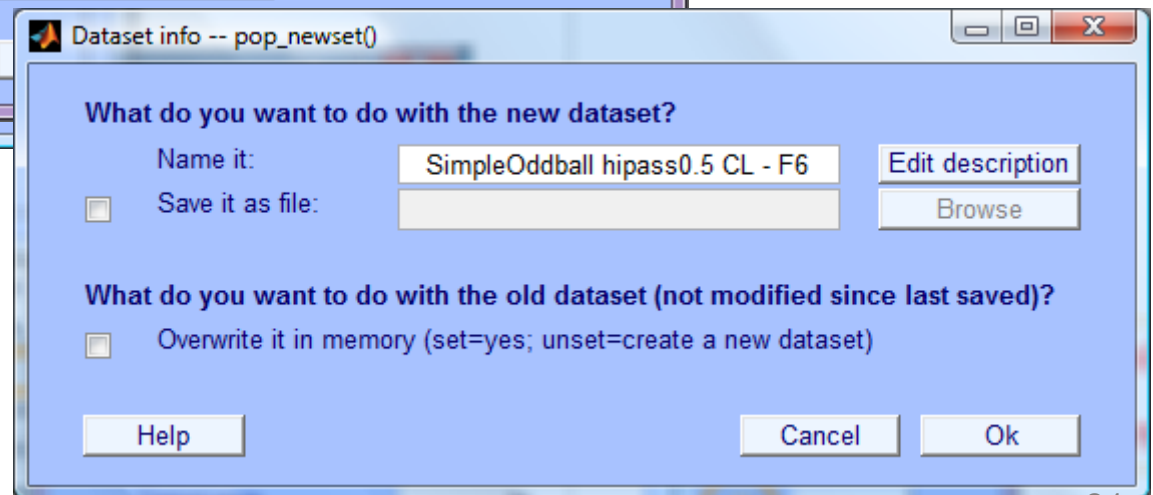 Dataset info -- pop_newset()
What do you want to do with the new dataset?
Name it: SimpleOddball hipass0.5 CL - F6 Edit description
Save it as file: Browse
What do you want to do with the old dataset (not modified since last saved)?
Overwrite it in memory (set=yes; unset=create a new dataset)
Help Cancel Ok